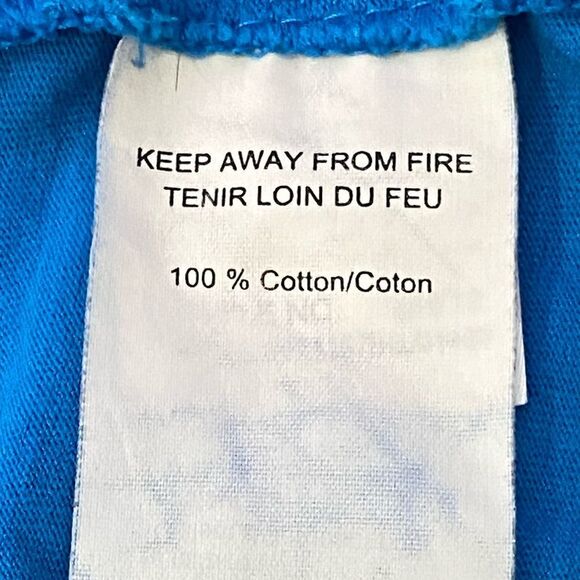 KEEP AWAY FROM FIRE
TENIR LOIN DU FEU
100 % Cotton/Coton